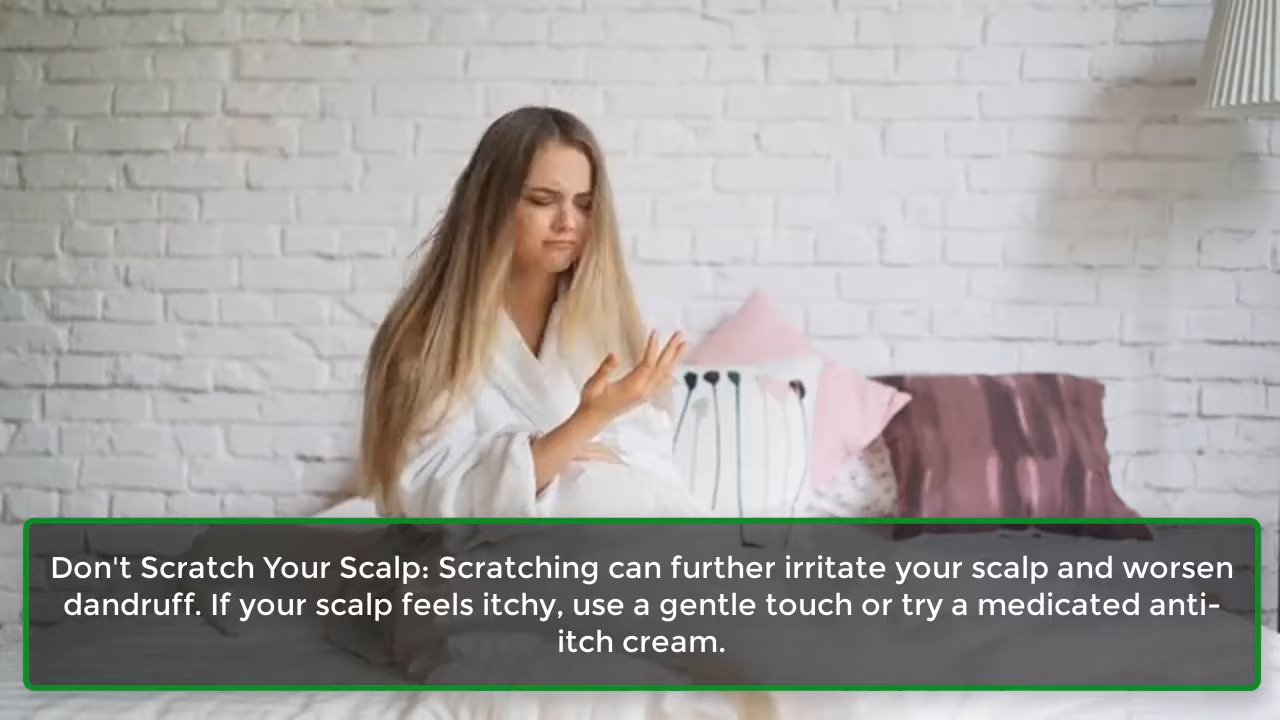 Don't Scratch Your Scalp: Scratching can further irritate your scalp and worsen
dandruff. If your scalp feels itchy, use a gentle touch or try a medicated anti-
itch cream.